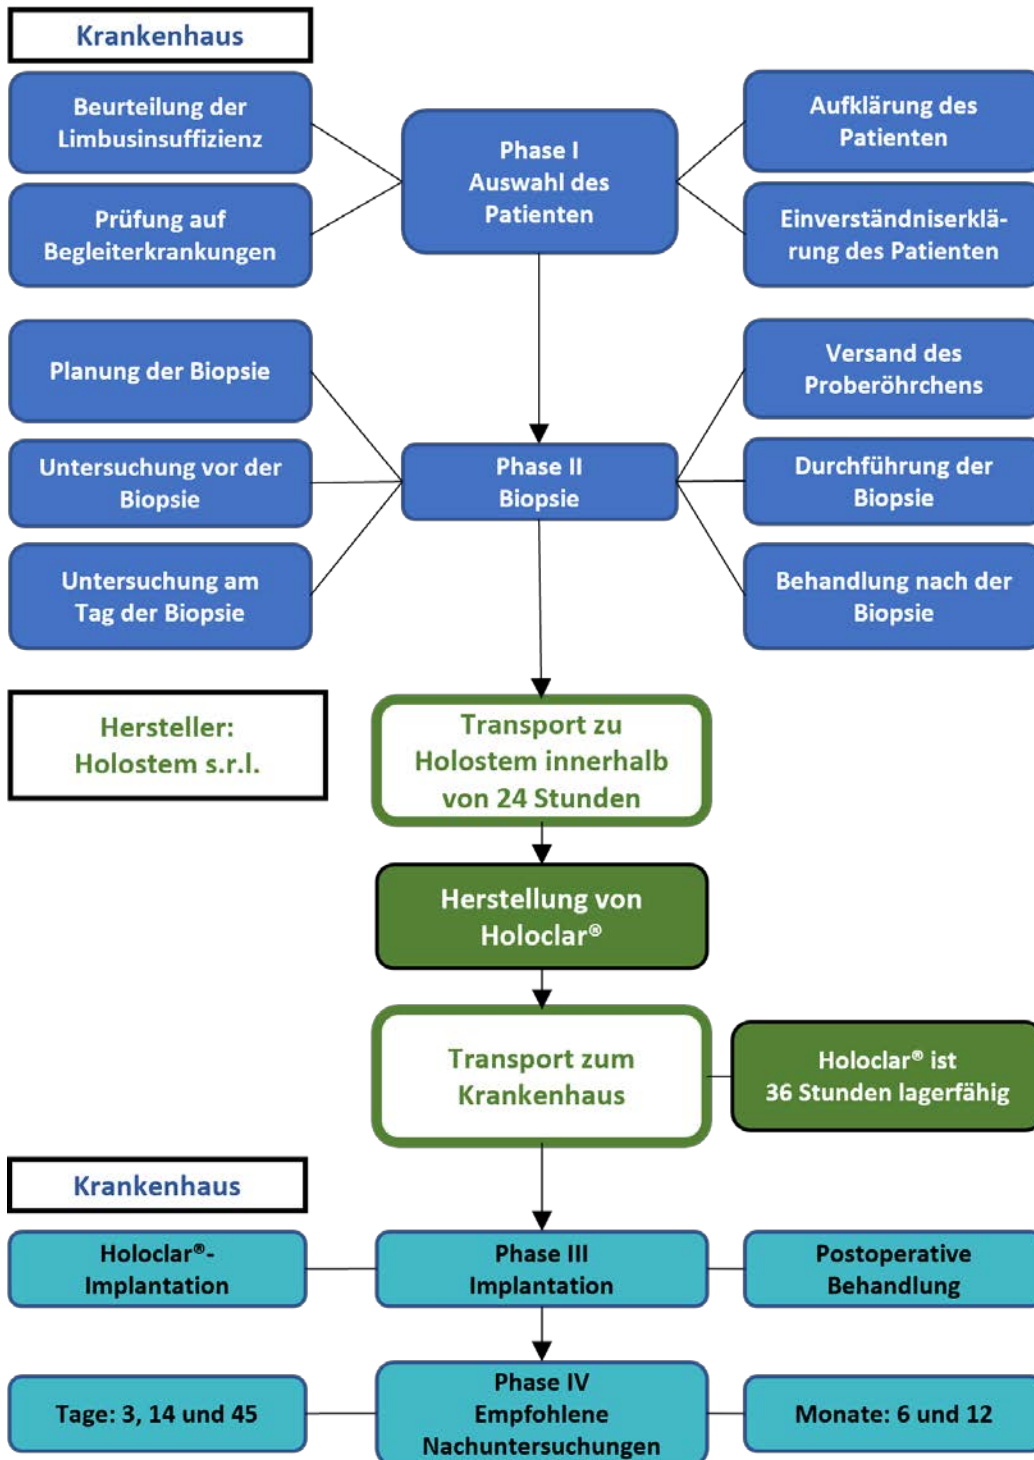 Krankenhaus
Beurteilung der
Limbusinsuffizienz
Prüfung auf
Begleiterkrankungen
Phase I
Auswahl des
Patienten
Aufklärung des
Patienten
Einverständniserklä-
rung des Patienten
Planung der Biopsie
Untersuchung vor der
Biopsie
Untersuchung am
Tag der Biopsie
Phase II
Biopsie
Versand des
Proberöhrchens
Durchführung der
Biopsie
Behandlung nach der
Biopsie
Hersteller:
Holostem s.r.l.
Transport zu
Holostem innerhalb
von 24 Stunden
Herstellung von
Holoclar®
Transport zum
Krankenhaus
Holoclar® ist
36 Stunden lagerfähig
Krankenhaus
Holoclar®-
Implantation
Phase III
Implantation
Postoperative
Behandlung
Tage: 3, 14 und 45
Phase IV
Empfohlene
Nachuntersuchungen
Monate: 6 und 12